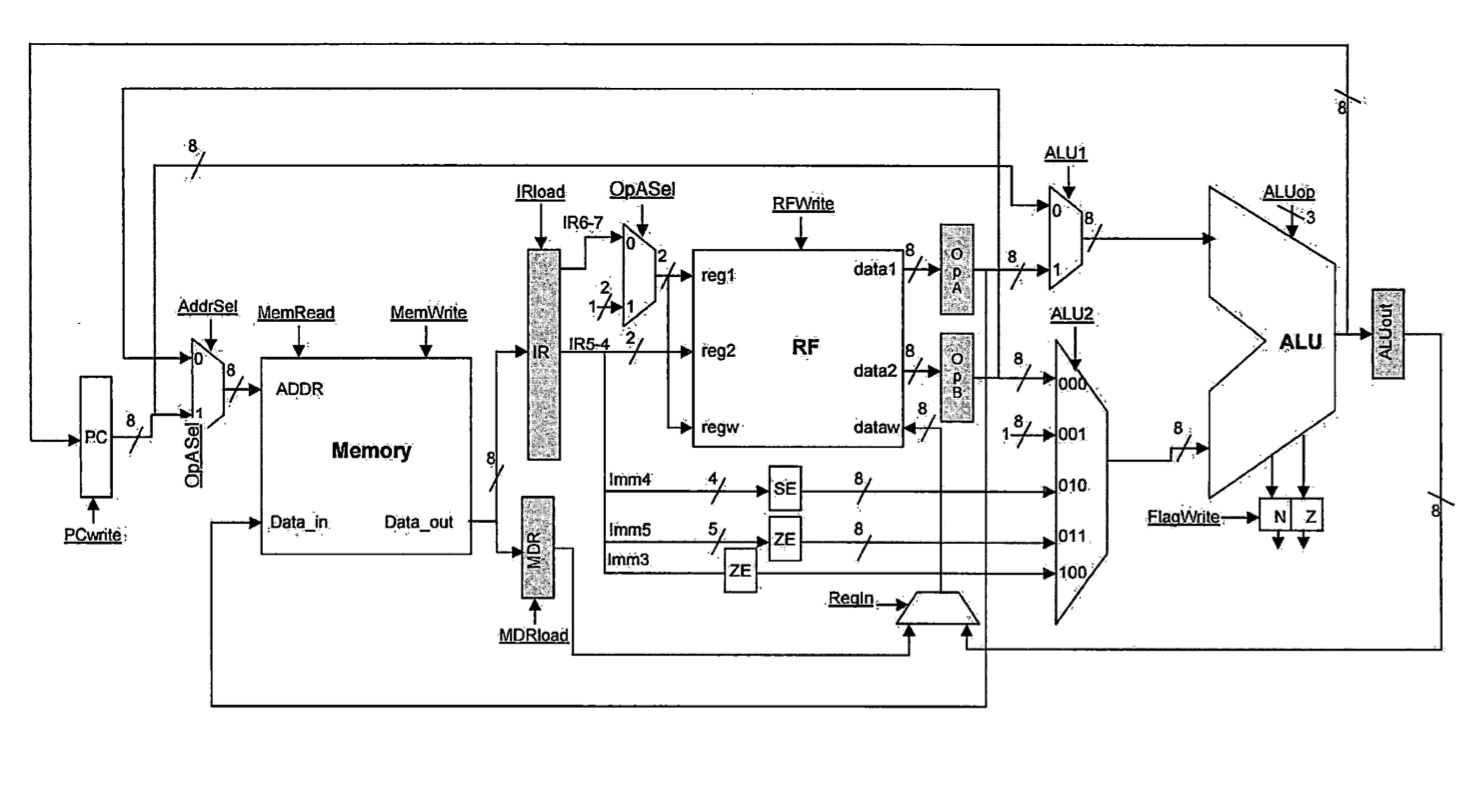 8
8
ALU1
OpASel
IRload
ALUop
3
RFWrite
IR6-7
0
8
0
2
data1
8
O
p
A
8
1
reg1
2
1
1
AddrSel
MemRead
MemWrite
ALU2
IR5-4
2
reg2
RF
IR
ALU
ALUout
0
8
ADDR
data2
8
O
p
B
8
000
PC
8
1
OpASel
Memory
regw
dataw
8
1
8
001
8
8
Imm4
4
SE
8
010
Data_in
Data_out
MDR
Imm5
5
ZE
8
011
FlagWrite
N
Z
8
PCwrite
Imm3
ZE
100
RegIn
MDRload